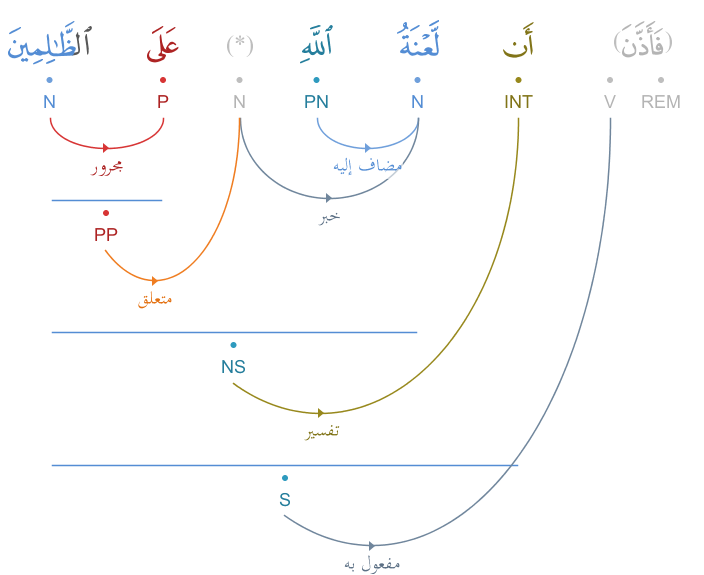 (فَأَذَّنَ) أَن لَّعْنَةُ ٱللَّهِ (*) عَلَى ٱلظَّـٰلِمِينَ
REM V INT N PN N P N
مجرور
مضاف إليه
خبر
PP
متعلق
NS
تفسير
S
مفعول به